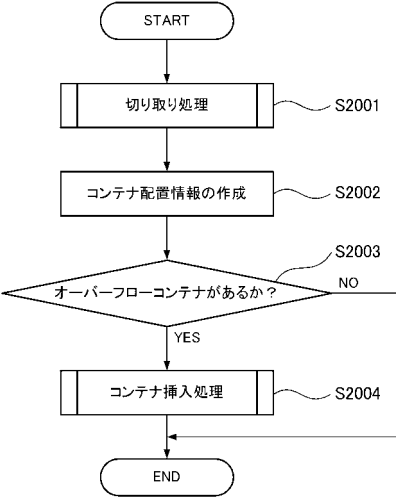 START
切り取り処理
S2001
コンテナ配置情報の作成
S2002
S2003
オーバーフローコンテナがあるか？
NO
YES
コンテナ挿入処理
S2004
END